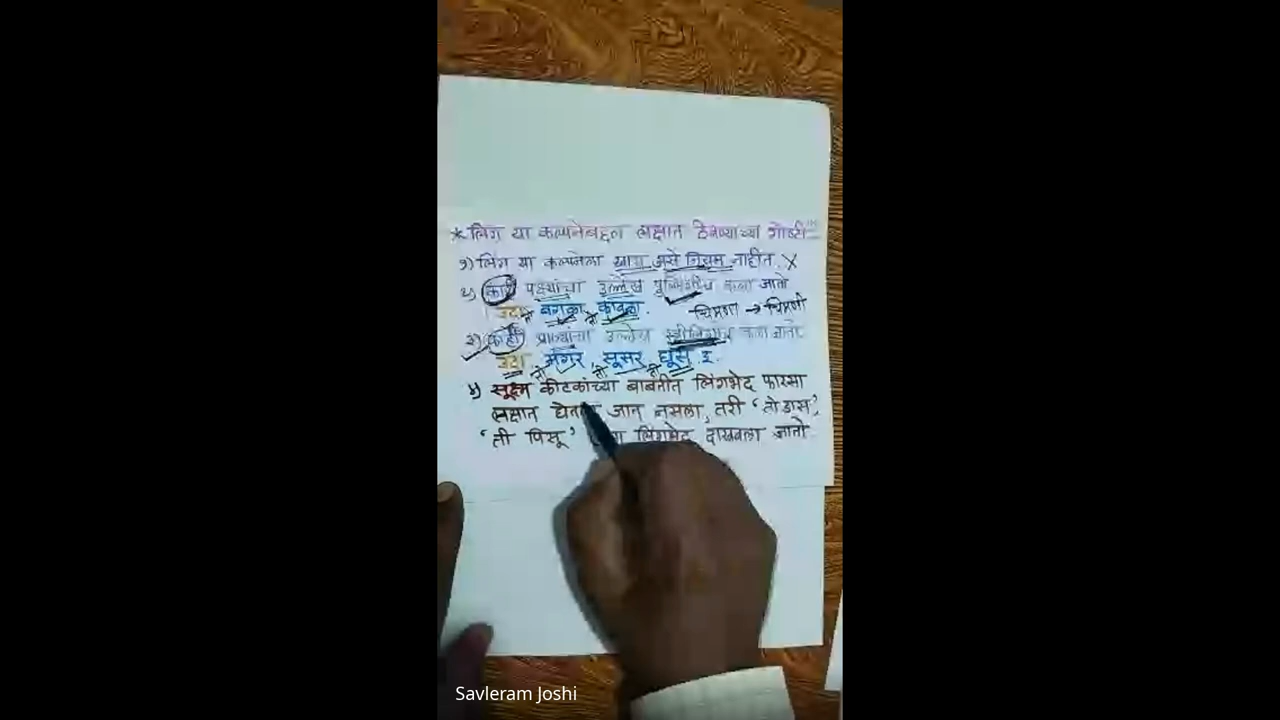 * लिंग या कल्पनेबद्दल लक्षात ठेवण्याच्या गोष्टी
१) लिंग या कल्पनेला खास असे नियम नाहीत. X
२) काही पक्ष्यांचा उल्लेख पुल्लिंगीच केला जातो
उदा. बगळा, कावळा. चिमणा → चिमणी
३) काही प्राण्यांचा उल्लेख स्त्रीलिंगीच केला जातो.
उदा. मगर, सूसर, घूस इ.
४) सूक्ष्म कीटकांच्या बाबतीत लिंगभेद फारसा
लक्षात घेतला जात नसला, तरी 'तो डास',
'ती पिसू' लिंगभेद दाखवला जातो.
Savleram Joshi